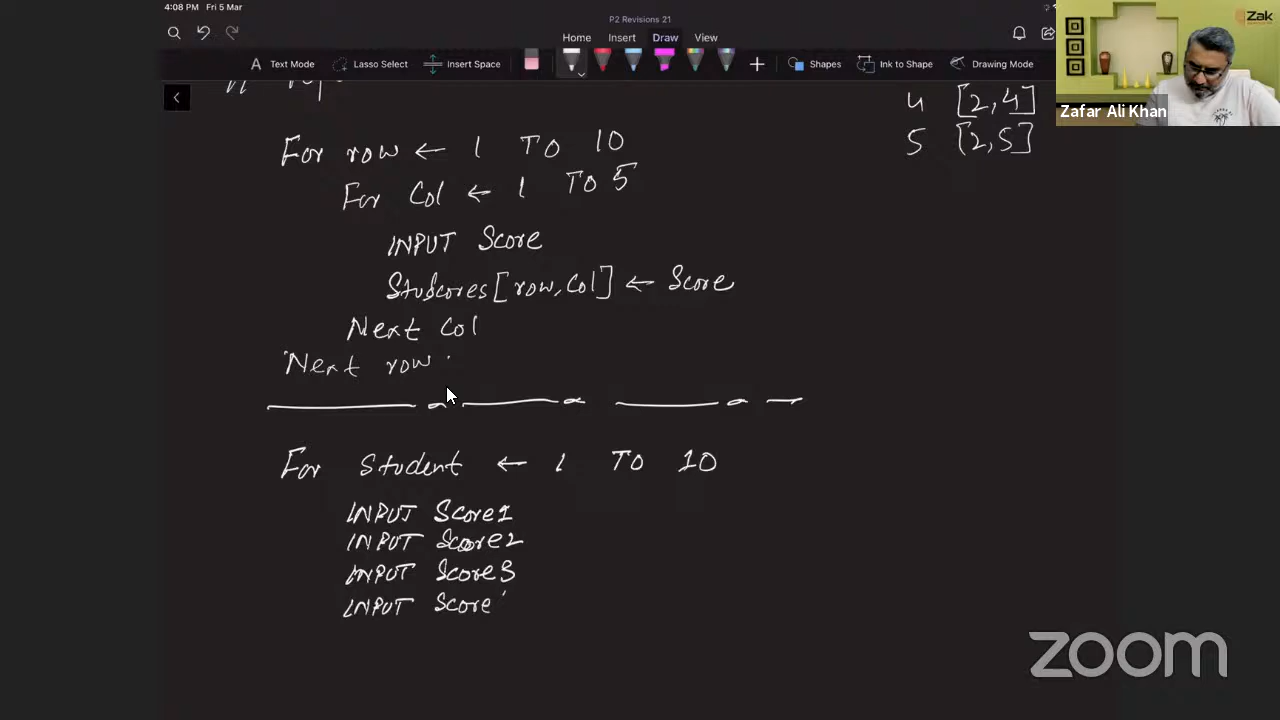 4:08 PM Fri 5 Mar
P2 Revisions 21
Home Insert Draw View
Text Mode Lasso Select Insert Space Shapes Ink to Shape Drawing Mode
Zak
Zafar Ali Khan
4 [2,4]
5 [2,5]
For row ← 1 TO 10
For Col ← 1 TO 5
INPUT Score
StuScores[row,Col] ← Score
Next Col
Next row
For Student ← 1 TO 10
INPUT Score1
INPUT Score2
INPUT Score3
INPUT Score
zoom